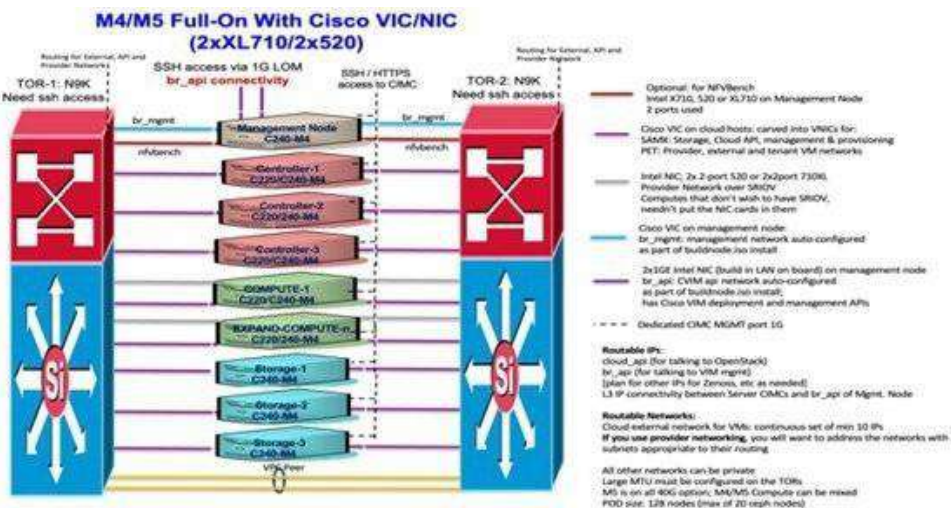 M4/M5 Full-On With Cisco VIC/NIC
(2xXL710/2x520)
Routing for External, API and
Provider Networks
TOR-1: N9K
Need ssh access
SSH access via 1G LOM
br_api connectivity
SSH / HTTPS
access to CIMC
Routing for External, API and
Provider Network
TOR-2: N9K
Need ssh access
br_mgmt
Management Node
C240-M4
br_mgmt
nfvbench
nfvbench
Controller-1
C220/C240-M4
Controller-2
C220/240-M4
Controller-3
C220/C240-M4
COMPUTE-1
C220/C240-M4
EXPAND-COMPUTE-n
C220/240-M4
Storage-1
C240-M4
Storage-2
C240-M4
Storage-3
C240-M4
VPC Peer
Si
Si
Optional: for NFVBench
Intel X710, 520 or XL710 on Management Node
2 ports used
Cisco VIC on cloud hosts: carved into VNICs for:
SAMX: Storage, Cloud API, management & provisioning
PET: Provider, external and tenant VM networks
Intel NIC, 2x 2-port 520 or 2x2port
Provider Network over SRIOV
Computes that don't wish to have SRIOV,
needn't put the NIC cards in them
Cisco VIC on management node:
br_mgmt: management network auto-configured
as part of buildnode.iso install
2x1GE Intel NIC (build in LAN on board) on management node
br_api: CVIM api network auto-configured
as part of buildnode.iso install;
has Cisco VIM deployment and management APIs
Dedicated CIMC MGMT port 1G
Routable IPs:
cloud_api (for talking to OpenStack)
br_api (for talking to VIM mgmt)
[plan for other IPs for Zenoss, etc as needed]
L3 IP connectivity between Server CIMCs and br_api of Mgmt. Node
Routable Networks:
Cloud external network for VMs: continuous set of min 10 IPs
If you use provider networking, you will want to address the networks with
subnets appropriate to their routing
All other networks can be private
Large MTU must be configured on the TORs
M5 is on all 40G option; M4/M5 Compute can be mixed
POD size: 128 nodes (max of 20 ceph nodes)